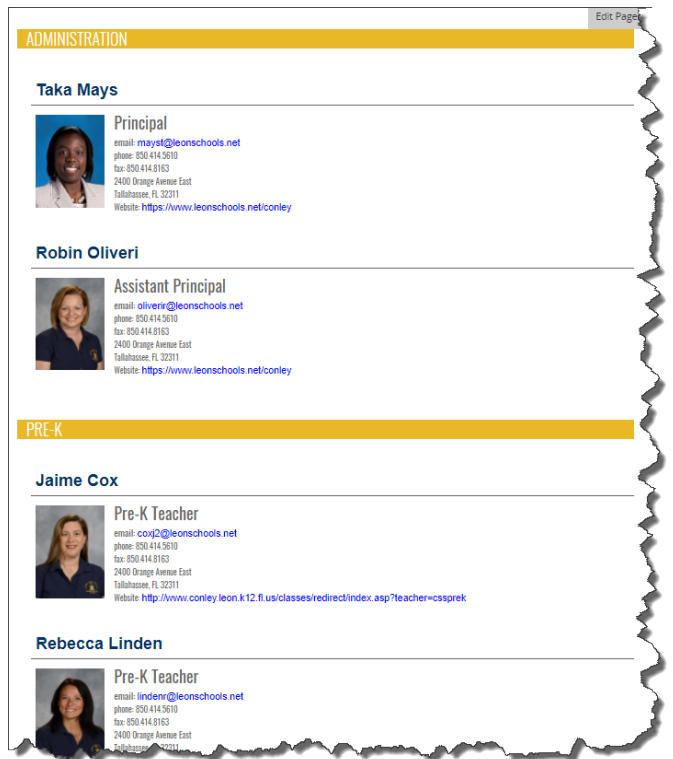 Edit Page
ADMINISTRATION
Taka Mays
Principal
email: mayst@leonschools.net
phone: 850.414.5610
fax: 850.414.8163
2400 Orange Avenue East
Tallahassee, FL 32311
Website: https://www.leonschools.net/conley
Robin Oliveri
Assistant Principal
email: oliverir@leonschools.net
phone: 850.414.5610
fax: 850.414.8163
2400 Orange Avenue East
Tallahassee, FL 32311
Website: https://www.leonschools.net/conley
PRE-K
Jaime Cox
Pre-K Teacher
email: coxj2@leonschools.net
phone: 850.414.5610
fax: 850.414.8163
2400 Orange Avenue East
Tallahassee, FL 32311
Website: http://www.conley.leon.k12.fl.us/classes/redirect/index.asp?teacher=cssprek
Rebecca Linden
Pre-K Teacher
email: lindenr@leonschools.net
phone: 850.414.5610
fax: 850.414.8163
2400 Orange Avenue East
Tallahassee, FL 32311